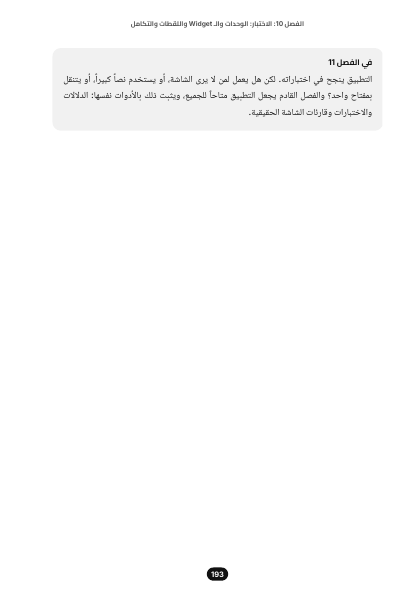 الفصل 10: الاختبار: الوحدات والـ Widget واللقطات والتكامل
في الفصل 11
التطبيق ينجح في اختباراته. لكن هل يعمل لمن لا يرى الشاشة، أو يستخدم نصاً كبيراً، أو يتنقل
بمفتاح واحد؟ والفصل القادم يجعل التطبيق متاحاً للجميع، ويثبت ذلك بالأدوات نفسها: الدلالات
والاختبارات وقارئات الشاشة الحقيقية.
193